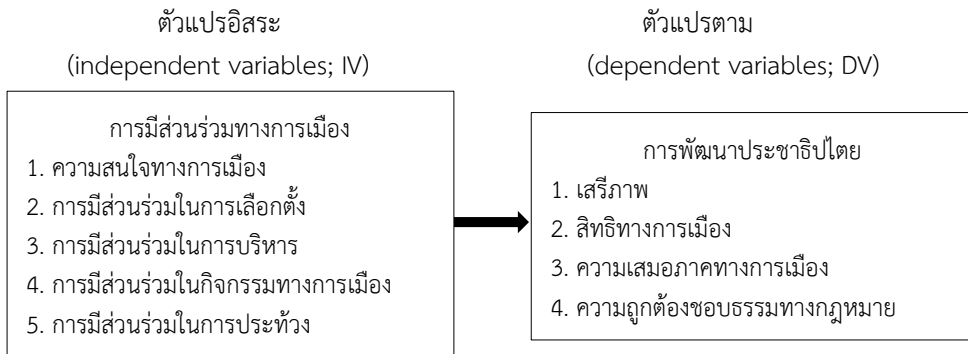 ตัวแปรอิสระ
(independent variables; IV)
การมีส่วนร่วมทางการเมือง
1. ความสนใจทางการเมือง
2. การมีส่วนร่วมในการเลือกตั้ง
3. การมีส่วนร่วมในการบริหาร
4. การมีส่วนร่วมในกิจกรรมทางการเมือง
5. การมีส่วนร่วมในการประท้วง
ตัวแปรตาม
(dependent variables; DV)
การพัฒนาประชาธิปไตย
1. เสรีภาพ
2. สิทธิทางการเมือง
3. ความเสมอภาคทางการเมือง
4. ความถูกต้องชอบธรรมทางกฎหมาย